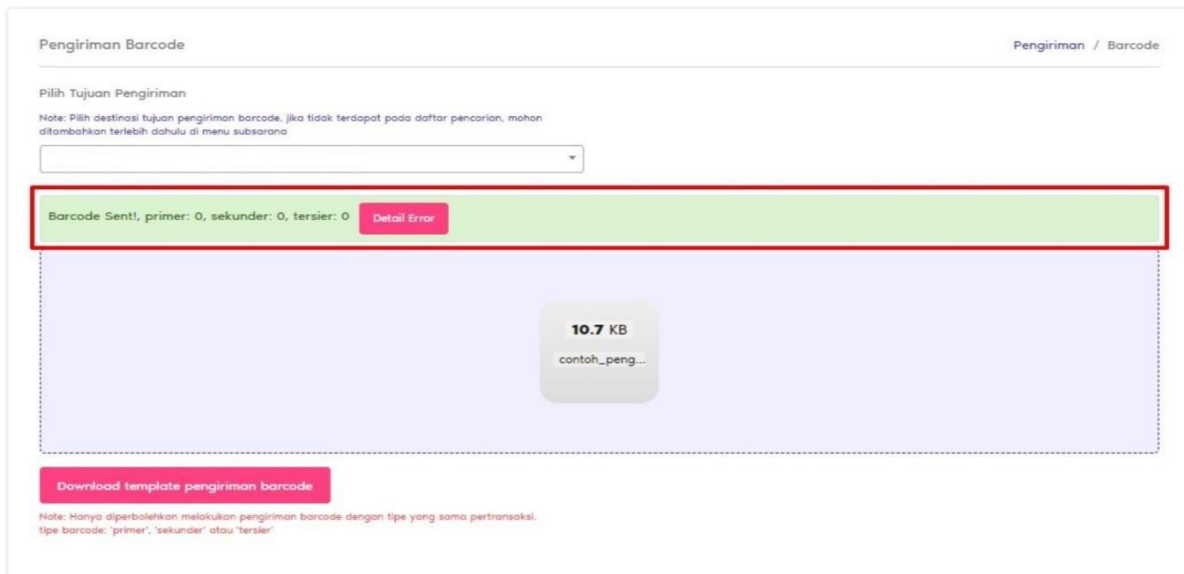 Pengiriman Barcode
Pengiriman / Barcode
Pilih Tujuan Pengiriman
Note: Pilih destinasi tujuan pengiriman barcode, jika tidak terdapat pada daftar pencarian, mohon
ditambahkan terlebih dahulu di menu subsarana
Barcode Sent!, primer: 0, sekunder: 0, tersier: 0
Detail Error
10.7 KB
contoh_peng...
Download template pengiriman barcode
Note: Hanya diperbolehkan melakukan pengiriman barcode dengan tipe yang sama pertransaksi.
tipe barcode: 'primer', 'sekunder' atau 'tersier'